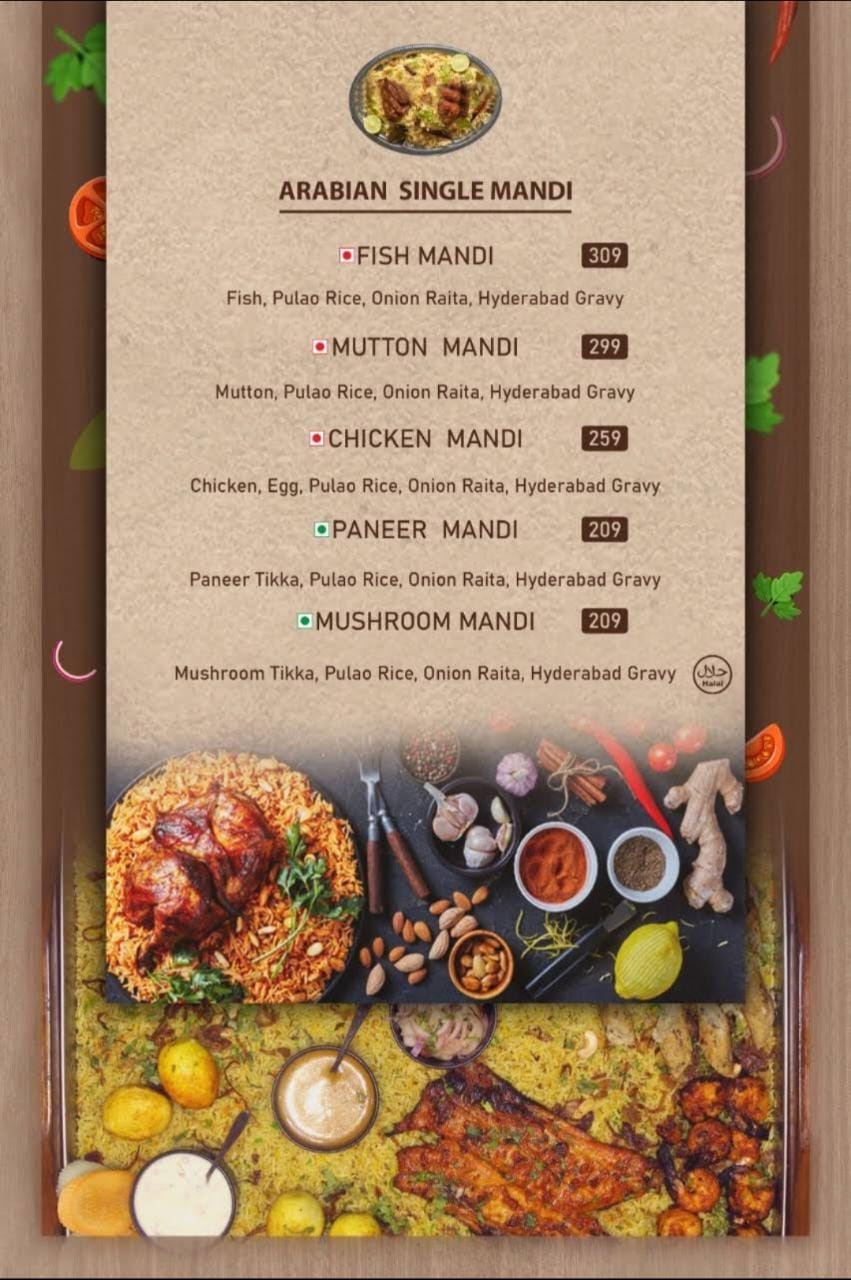 ARABIAN SINGLE MANDI
FISH MANDI 309
Fish, Pulao Rice, Onion Raita, Hyderabad Gravy
MUTTON MANDI 299
Mutton, Pulao Rice, Onion Raita, Hyderabad Gravy
CHICKEN MANDI 259
Chicken, Egg, Pulao Rice, Onion Raita, Hyderabad Gravy
PANEER MANDI 209
Paneer Tikka, Pulao Rice, Onion Raita, Hyderabad Gravy
MUSHROOM MANDI 209
Mushroom Tikka, Pulao Rice, Onion Raita, Hyderabad Gravy
حلال
Halal